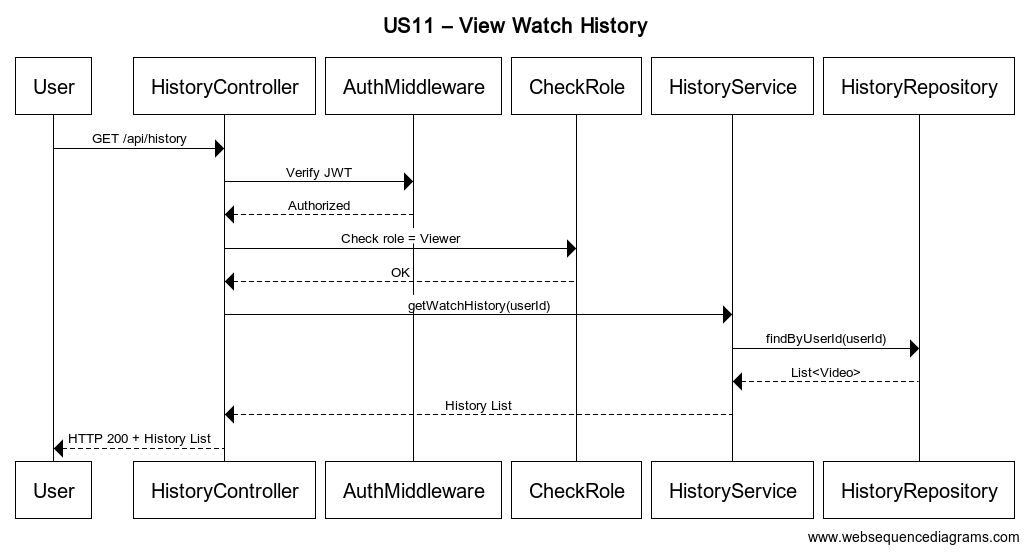 US11 – View Watch History
User
HistoryController
AuthMiddleware
CheckRole
HistoryService
HistoryRepository
GET /api/history
Verify JWT
Authorized
Check role = Viewer
OK
getWatchHistory(userId)
findByUserId(userId)
List<Video>
History List
HTTP 200 + History List
User
HistoryController
AuthMiddleware
CheckRole
HistoryService
HistoryRepository
www.websequencediagrams.com